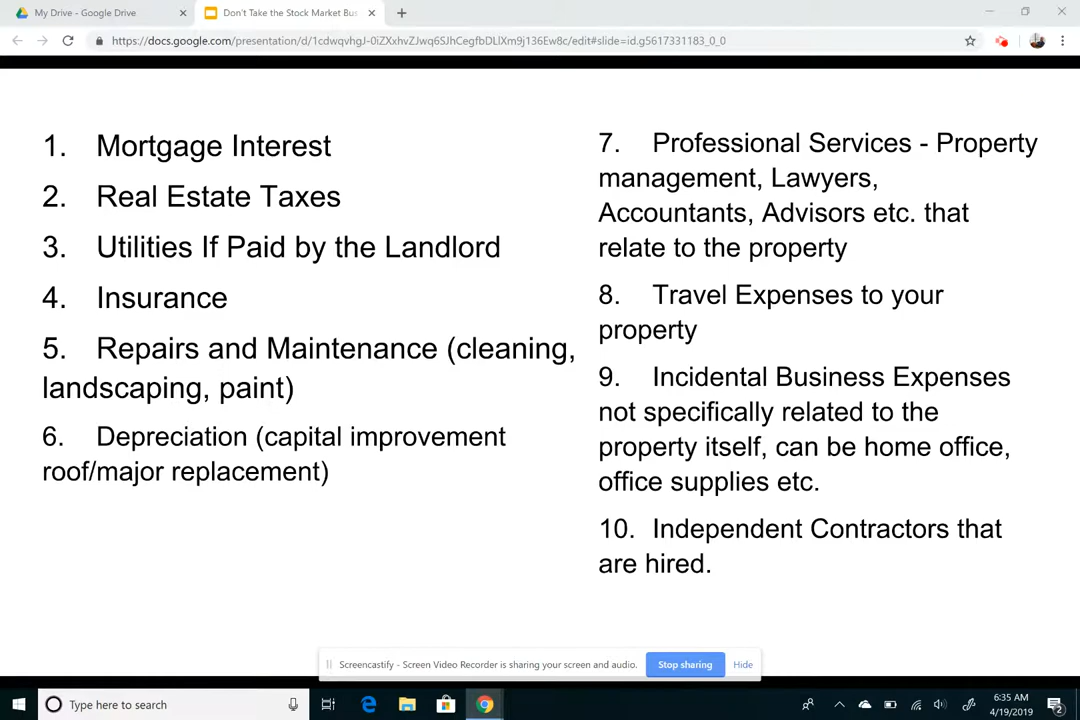 My Drive - Google Drive
Don't Take the Stock Market Bus
https://docs.google.com/presentation/d/1cdwqvhgJ-0iZXxhvZJwq6SJhCegfbDLlXm9j136Ew8c/edit#slide=id.g5617331183_0_0
1. Mortgage Interest
2. Real Estate Taxes
3. Utilities If Paid by the Landlord
4. Insurance
5. Repairs and Maintenance (cleaning,
landscaping, paint)
6. Depreciation (capital improvement
roof/major replacement)
7. Professional Services - Property
management, Lawyers,
Accountants, Advisors etc. that
relate to the property
8. Travel Expenses to your
property
9. Incidental Business Expenses
not specifically related to the
property itself, can be home office,
office supplies etc.
10. Independent Contractors that
are hired.
Screencastify - Screen Video Recorder is sharing your screen and audio.
Stop sharing
Hide
Type here to search
6:35 AM
4/19/2019
2